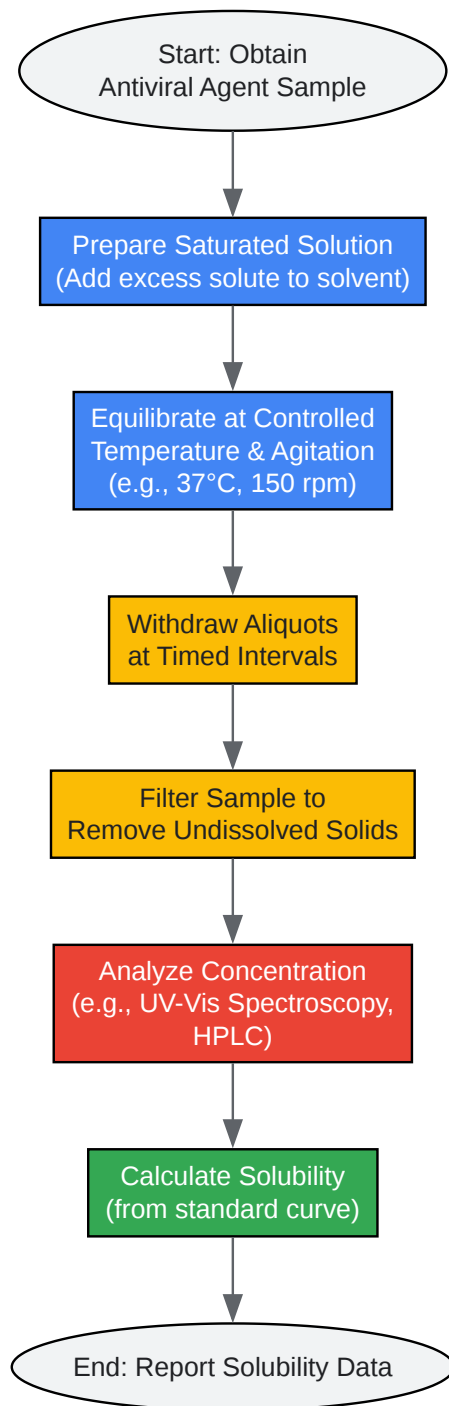 Start: Obtain
Antiviral Agent Sample
Prepare Saturated Solution
(Add excess solute to solvent)
Equilibrate at Controlled
Temperature & Agitation
(e.g., 37°C, 150 rpm)
Withdraw Aliquots
at Timed Intervals
Filter Sample to
Remove Undissolved Solids
Analyze Concentration
(e.g., UV-Vis Spectroscopy,
HPLC)
Calculate Solubility
(from standard curve)
End: Report Solubility Data